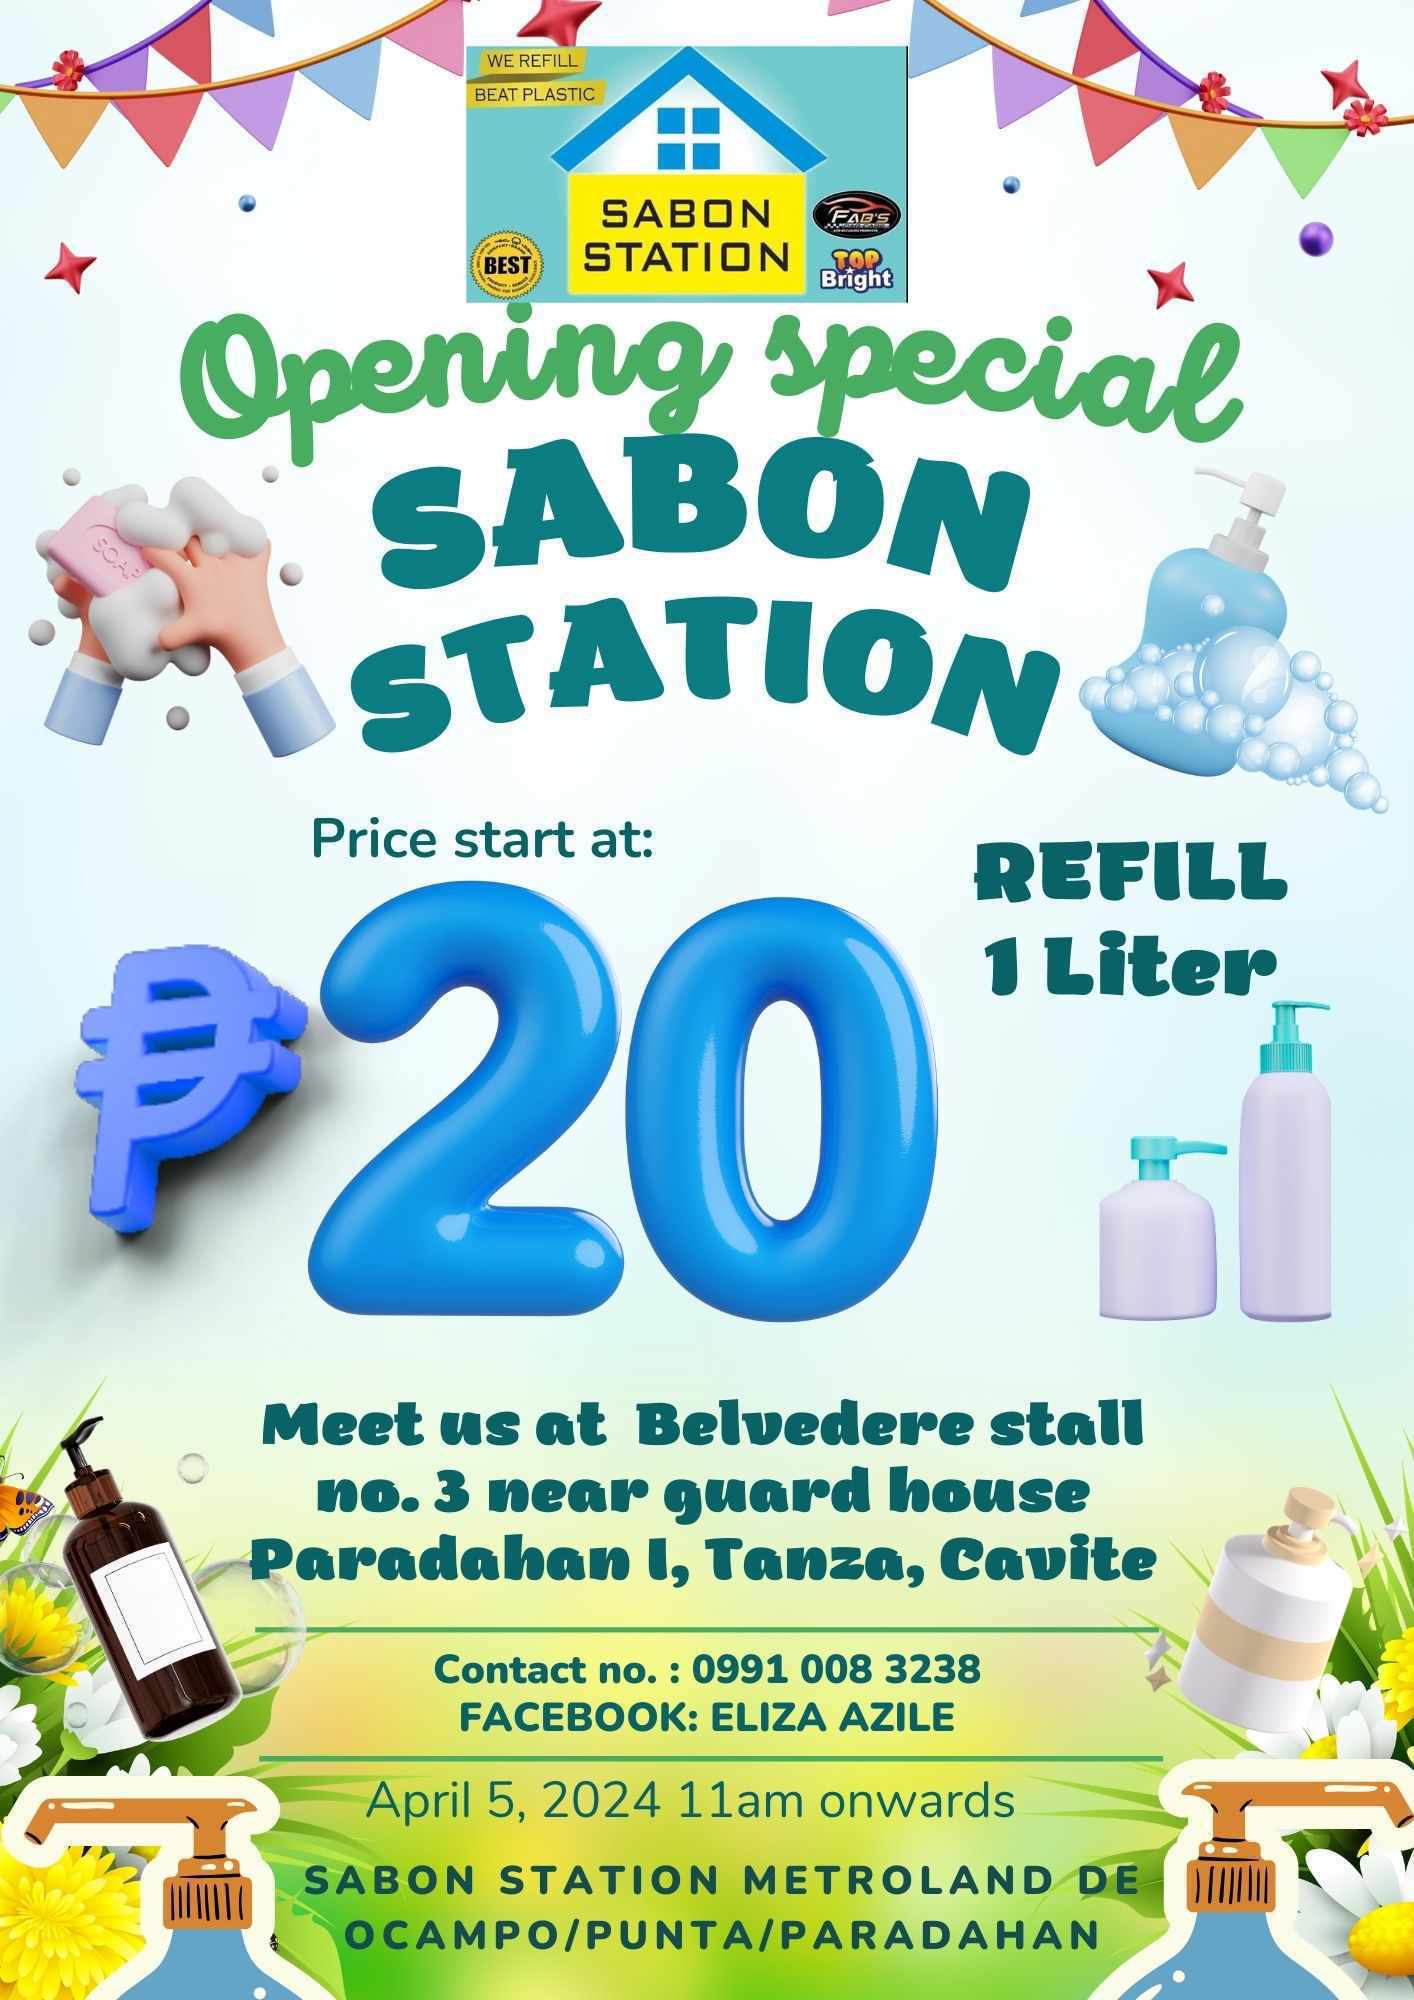 WE REFILL
BEAT PLASTIC
SABON
STATION
BEST
FAB'S
TOP
Bright
Opening special
SABON
STATION
SOAP
Price start at:
₱20
REFILL
1 Liter
Meet us at Belvedere stall
no. 3 near guard house
Paradahan I, Tanza, Cavite
Contact no. : 0991 008 3238
FACEBOOK: ELIZA AZILE
April 5, 2024 11am onwards
SABON STATION METROLAND DE
OCAMPO/PUNTA/PARADAHAN